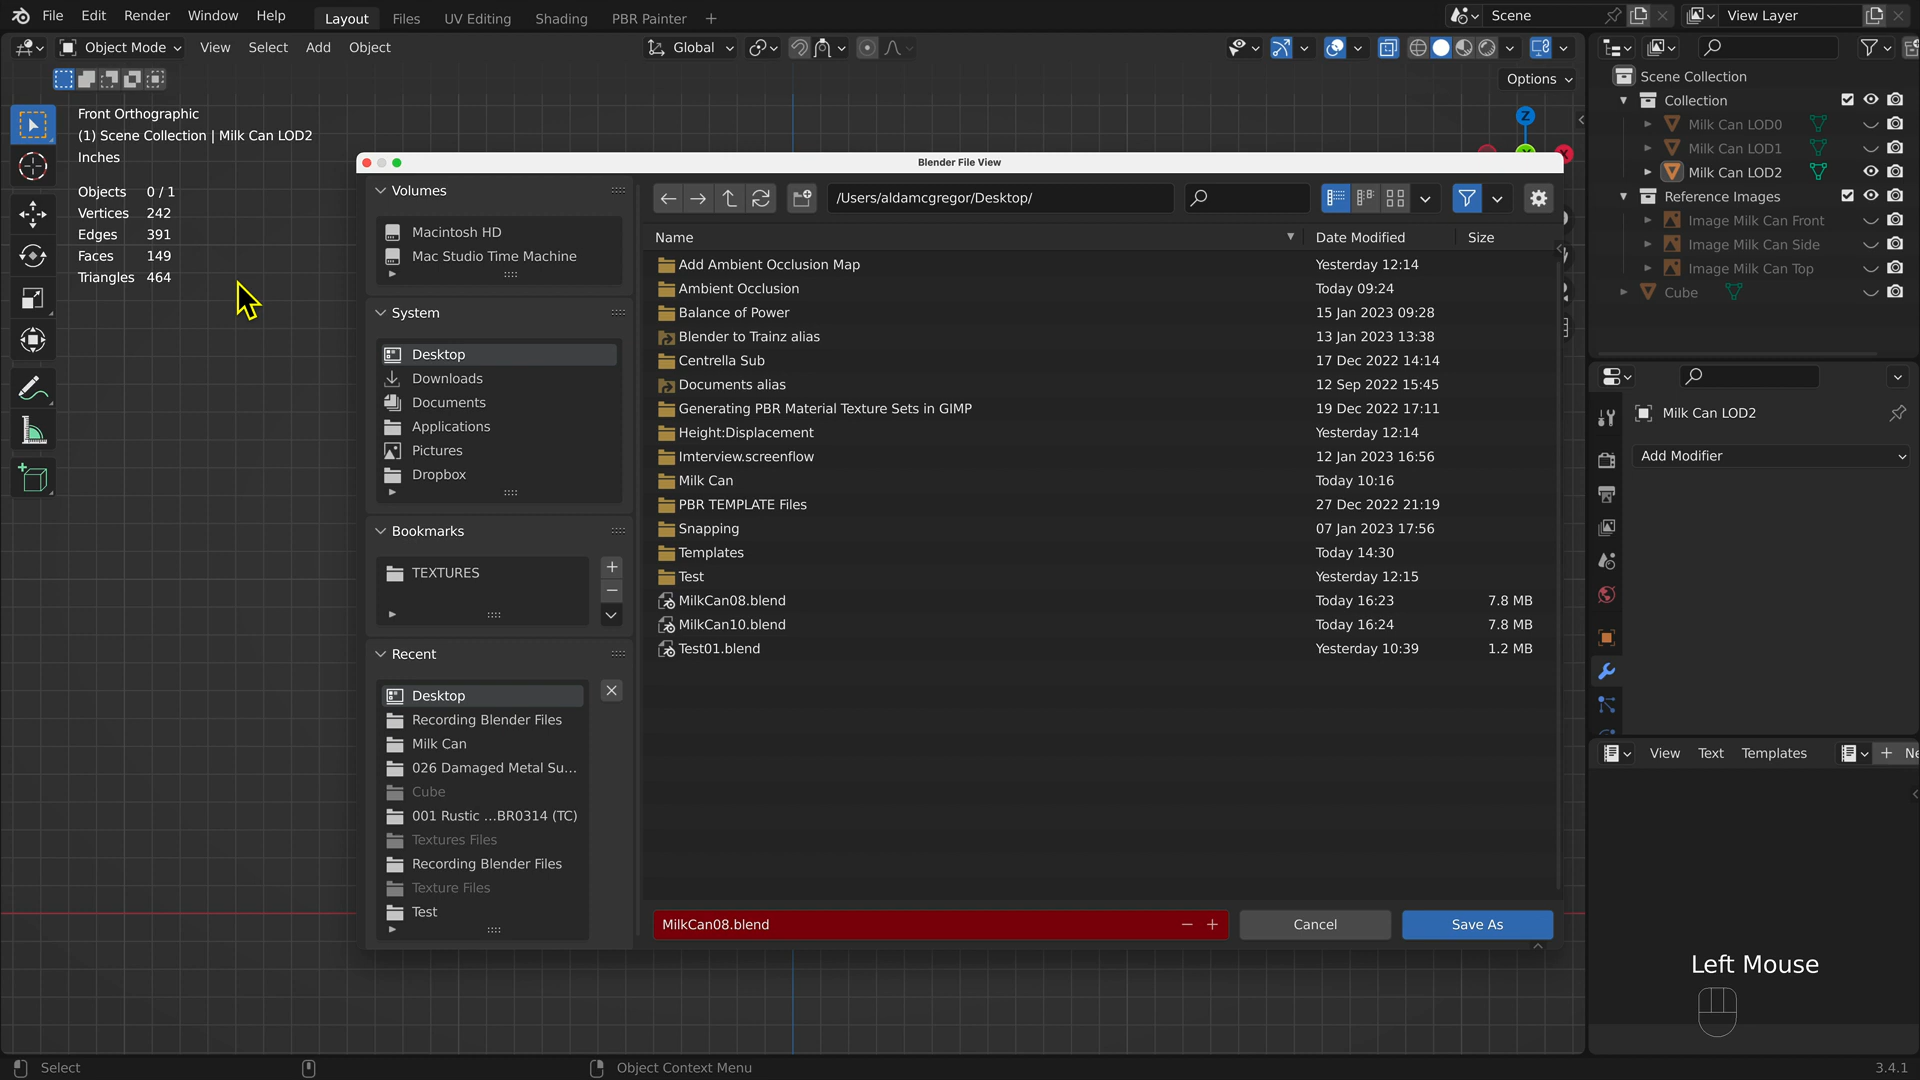 File Edit Render Window Help Layout Files UV Editing Shading PBR Painter + Scene View Layer
Object Mode View Select Add Object Global
Options
Front Orthographic
(1) Scene Collection | Milk Can LOD2
Inches
Objects 0 / 1
Vertices 242
Edges 391
Faces 149
Triangles 464
Z
Blender File View
Volumes
Macintosh HD
Mac Studio Time Machine
System
Desktop
Downloads
Documents
Applications
Pictures
Dropbox
Bookmarks
TEXTURES
Recent
Desktop
Recording Blender Files
Milk Can
026 Damaged Metal Su...
Cube
001 Rustic ...BR0314 (TC)
Textures Files
Recording Blender Files
Texture Files
Test
/Users/aldamcgregor/Desktop/
Name Date Modified Size
Add Ambient Occlusion Map Yesterday 12:14
Ambient Occlusion Today 09:24
Balance of Power 15 Jan 2023 09:28
Blender to Trainz alias 13 Jan 2023 13:38
Centrella Sub 17 Dec 2022 14:14
Documents alias 12 Sep 2022 15:45
Generating PBR Material Texture Sets in GIMP 19 Dec 2022 17:11
Height:Displacement Yesterday 12:14
Imterview.screenflow 12 Jan 2023 16:56
Milk Can Today 10:16
PBR TEMPLATE Files 27 Dec 2022 21:19
Snapping 07 Jan 2023 17:56
Templates Today 14:30
Test Yesterday 12:15
MilkCan08.blend Today 16:23 7.8 MB
MilkCan10.blend Today 16:24 7.8 MB
Test01.blend Yesterday 10:39 1.2 MB
MilkCan08.blend − + Cancel Save As
Scene Collection
Collection
Milk Can LOD0
Milk Can LOD1
Milk Can LOD2
Reference Images
Image Milk Can Front
Image Milk Can Side
Image Milk Can Top
Cube
Milk Can LOD2
Add Modifier
View Text Templates + Ne
Left Mouse
Select Object Context Menu 3.4.1